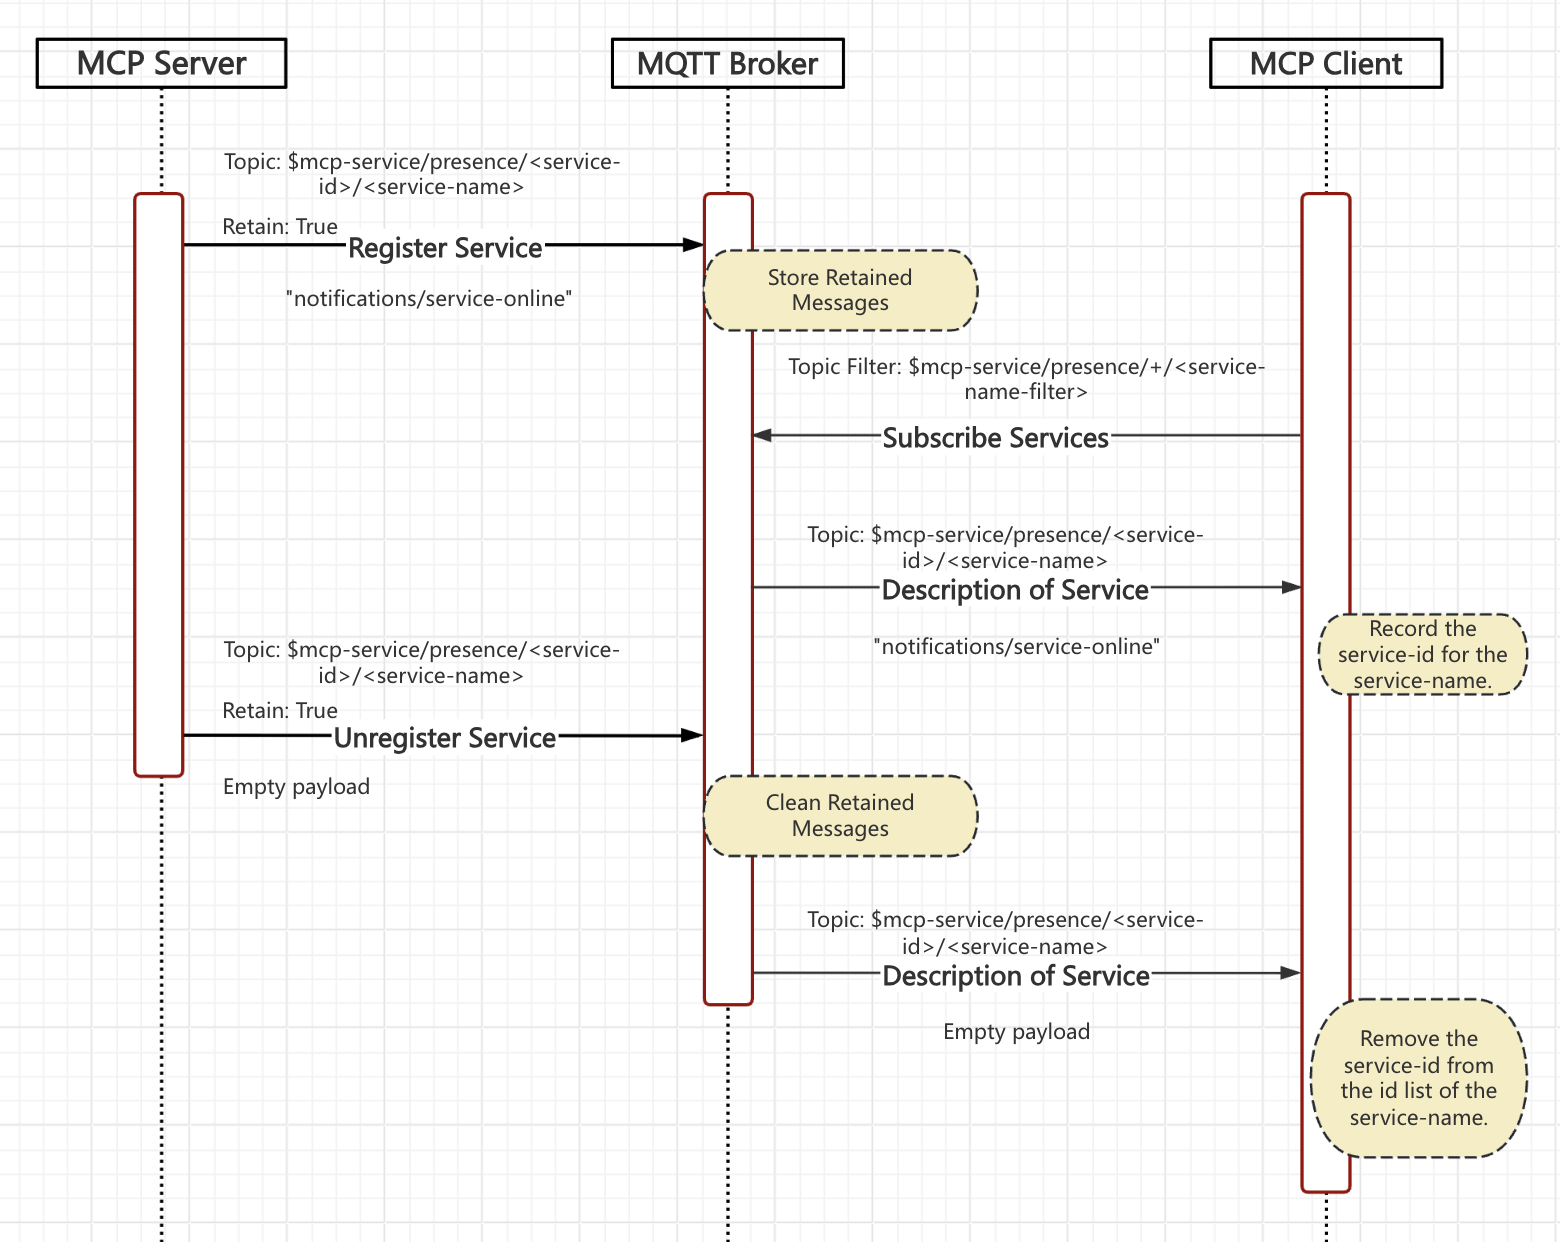 MCP Server
MQTT Broker
MCP Client
Topic: $mcp-service/presence/<service-
id>/<service-name>
Retain: True
Register Service
"notifications/service-online"
Store Retained
Messages
Topic Filter: $mcp-service/presence/+/<service-
name-filter>
Subscribe Services
Topic: $mcp-service/presence/<service-
id>/<service-name>
Description of Service
"notifications/service-online"
Record the
service-id for the
service-name.
Topic: $mcp-service/presence/<service-
id>/<service-name>
Retain: True
Unregister Service
Empty payload
Clean Retained
Messages
Topic: $mcp-service/presence/<service-
id>/<service-name>
Description of Service
Empty payload
Remove the
service-id from
the id list of the
service-name.